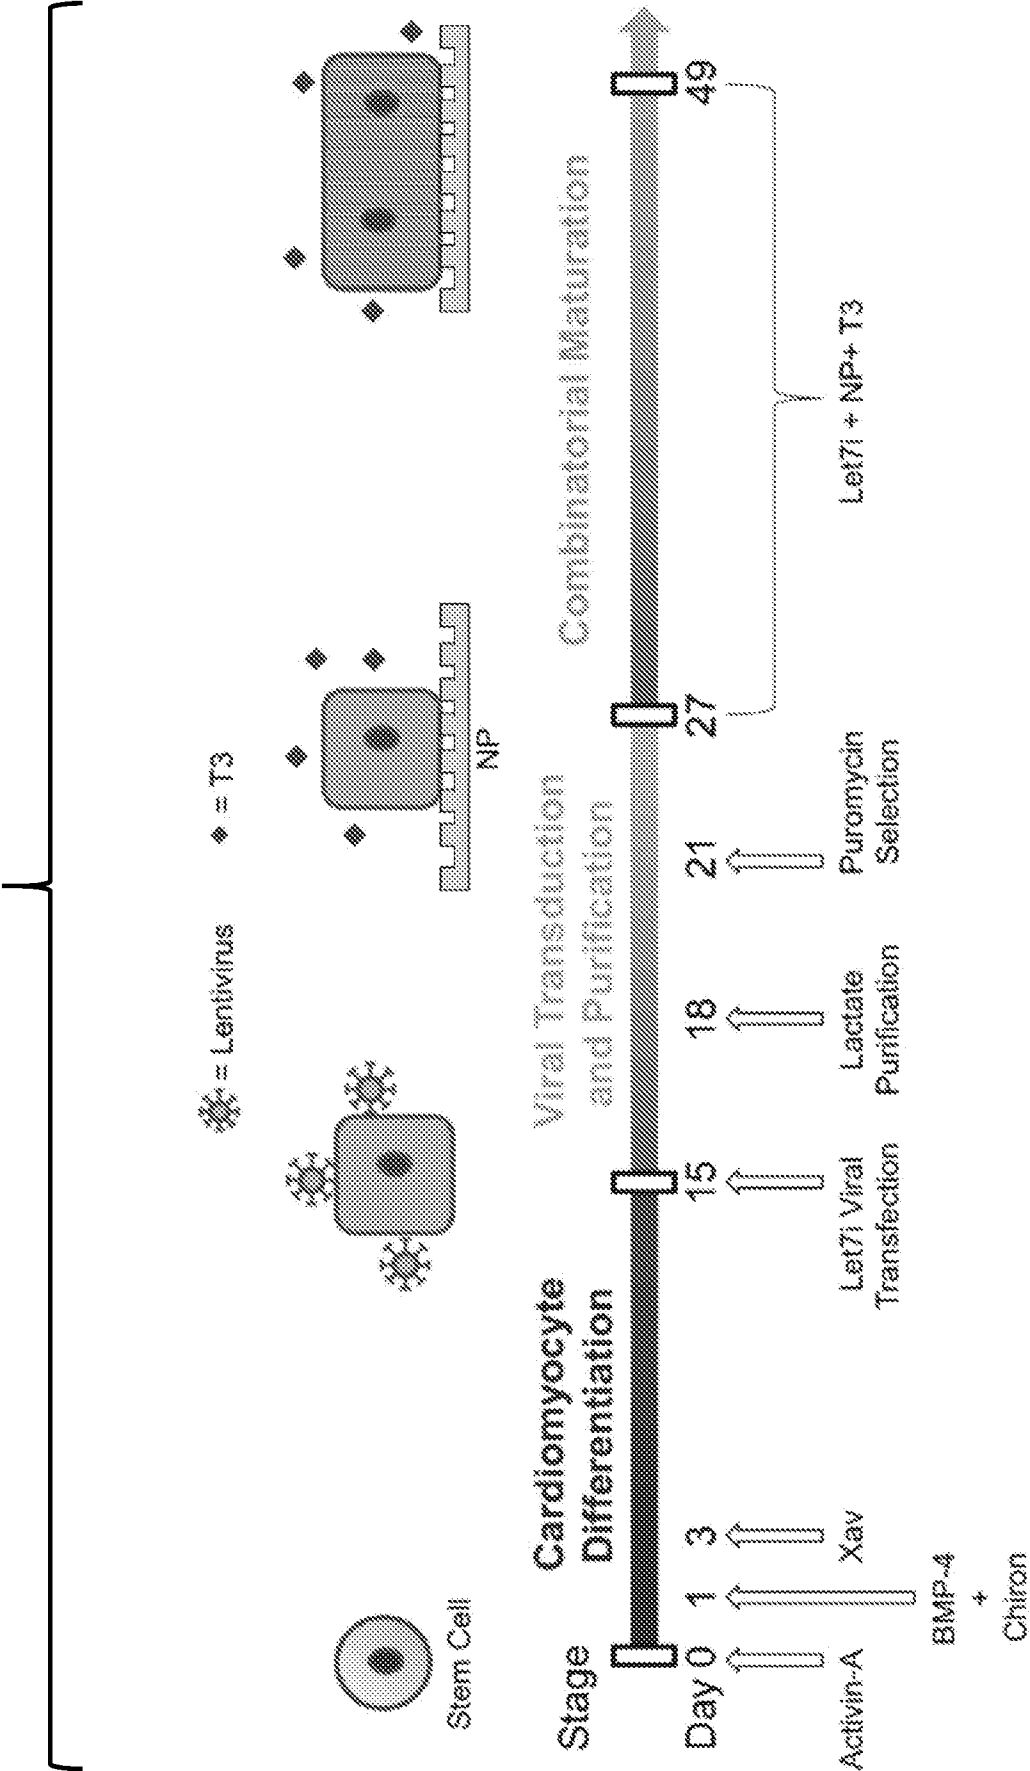 = Lentivirus
= T3
Stem Cell
NP
Stage
Cardiomyocyte
Differentiation
Viral Transduction
and Purification
Combinatorial Maturation
Day 0
1
3
15
18
21
27
49
Activin-A
BMP-4
+
Chiron
Xav
Let7i Viral
Transfection
Lactate
Purification
Puromycin
Selection
Let7i + NP+ T3